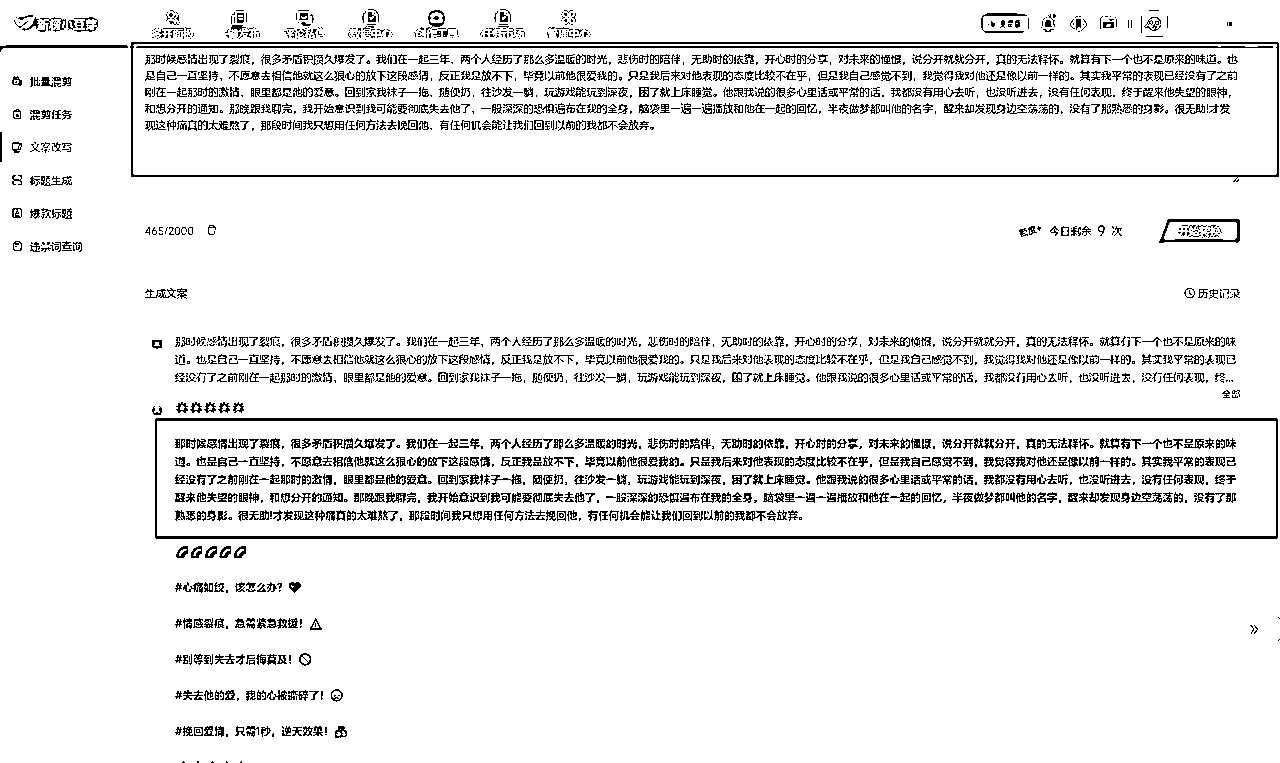 那时候感情出现了裂痕，很多矛盾积攒久爆发了。我们在一起三年、两个人经历了那么多温暖的时光，悲伤时的陪伴，无助时的依靠，开心时的分享，对未来的憧憬，说分开就就分开，真的无法释怀。就算有下一个也不是原来的味道。也
是自己一直坚持，不愿意去相信他就这么狠心的放下这段感情，反正我是放不下，毕竟以前他很爱我的。只是我后来对他表现的态度比较不在乎，但是我自己感觉不到，我觉得我对他还是像以前一样的。其实我平常的表现已经没有了之前
刚在一起那时的激情、眼里都是他的爱意。回到家我袜子一拖，随便扔，往沙发一躺，玩游戏能玩到深夜，困了就上床睡觉。他跟我说的很多心里话或平常的话，我都没有用心去听，也没听进去，没有任何表现，终于醒来他失望的眼神，
和想分开的通知。那晚跟我聊完，我开始意识到我可能要彻底失去他了，一股深深的恐惧遍布在我的全身，脑袋里一遍一遍播放和他在一起的回忆，半夜做梦都叫他的名字，醒来却发现身边空荡荡的，没有了那熟悉的身影。很无助!才发
现这种痛真的太难熬了，那段时间我只想用任何方法去挽回他、有任何机会能让我们回到以前的我都不会放弃。
批量混剪
混剪任务
文案改写
标题生成
爆款标题
违禁词查询
465/2000
今日剩余 9 次
生成文案
历史记录
那时候感情出现了裂痕，很多矛盾积攒久爆发了。我们在一起三年、两个人经历了那么多温暖的时光，悲伤时的陪伴，无助时的依靠，开心时的分享，对未来的憧憬，说分开就就分开，真的无法释怀。就算有下一个也不是原来的味
道。也是自己一直坚持，不愿意去相信他就这么狠心的放下这段感情，反正我是放不下，毕竟以前他很爱我的。只是我后来对他表现的态度比较不在乎，但是我自己感觉不到，我觉得我对他还是像以前一样的。其实我平常的表现已
经没有了之前刚在一起那时的激情、眼里都是他的爱意。回到家我袜子一拖，随便扔，往沙发一躺，玩游戏能玩到深夜，困了就上床睡觉。他跟我说的很多心里话或平常的话，我都没有用心去听，也没听进去，没有任何表现，终...
全部
那时候感情出现了裂痕，很多矛盾积攒久爆发了。我们在一起三年、两个人经历了那么多温暖的时光，悲伤时的陪伴，无助时的依靠，开心时的分享，对未来的憧憬，说分开就就分开，真的无法释怀。就算有下一个也不是原来的味
道。也是自己一直坚持，不愿意去相信他就这么狠心的放下这段感情，反正我是放不下，毕竟以前他很爱我的。只是我后来对他表现的态度比较不在乎，但是我自己感觉不到，我觉得我对他还是像以前一样的。其实我平常的表现已
经没有了之前刚在一起那时的激情，眼里都是他的爱意。回到家我袜子一拖，随便扔，往沙发一躺，玩游戏能玩到深夜，困了就上床睡觉。他跟我说的很多心里话或平常的话，我都没有用心去听，也没听进去，没有任何表现，终于
醒来他失望的眼神，和想分开的通知。那晚跟我聊完，我开始意识到我可能要彻底失去他了，一股深深的恐惧遍布在我的全身，脑袋里一遍一遍播放和他在一起的回忆，半夜做梦都叫他的名字，醒来却发现身边空荡荡的，没有了那
熟悉的身影。很无助!才发现这种痛真的太难熬了，那段时间我只想用任何方法去挽回他，有任何机会能让我们回到以前的我都不会放弃。
#心痛如绞，该怎么办？
#情感裂痕，急需紧急救援！
#别等到失去才后悔莫及！
#失去他的爱，我的心被撕碎了！
#挽回爱情，只需1秒，逆天效果！